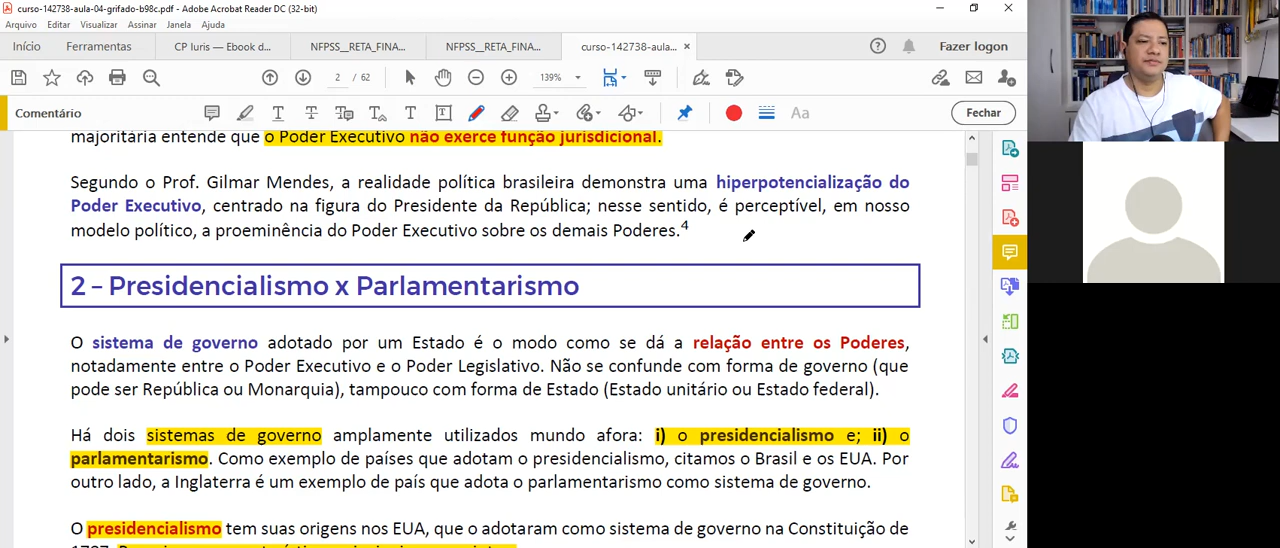 curso-142738-aula-04-grifado-b98c.pdf - Adobe Acrobat Reader DC (32-bit)
Arquivo Editar Visualizar Assinar Janela Ajuda
Início Ferramentas CP Iuris – Ebook d... NFPSS__RETA_FINA... NFPSS__RETA_FINA... curso-142738-aula... × Fazer logon
2 / 62 139%
Comentário Aa Fechar
majoritária entende que o Poder Executivo não exerce função jurisdicional.
Segundo o Prof. Gilmar Mendes, a realidade política brasileira demonstra uma hiperpotencialização do
Poder Executivo, centrado na figura do Presidente da República; nesse sentido, é perceptível, em nosso
modelo político, a proeminência do Poder Executivo sobre os demais Poderes.4
2 – Presidencialismo x Parlamentarismo
O sistema de governo adotado por um Estado é o modo como se dá a relação entre os Poderes,
notadamente entre o Poder Executivo e o Poder Legislativo. Não se confunde com forma de governo (que
pode ser República ou Monarquia), tampouco com forma de Estado (Estado unitário ou Estado federal).
Há dois sistemas de governo amplamente utilizados mundo afora: i) o presidencialismo e; ii) o
parlamentarismo. Como exemplo de países que adotam o presidencialismo, citamos o Brasil e os EUA. Por
outro lado, a Inglaterra é um exemplo de país que adota o parlamentarismo como sistema de governo.
O presidencialismo tem suas origens nos EUA, que o adotaram como sistema de governo na Constituição de